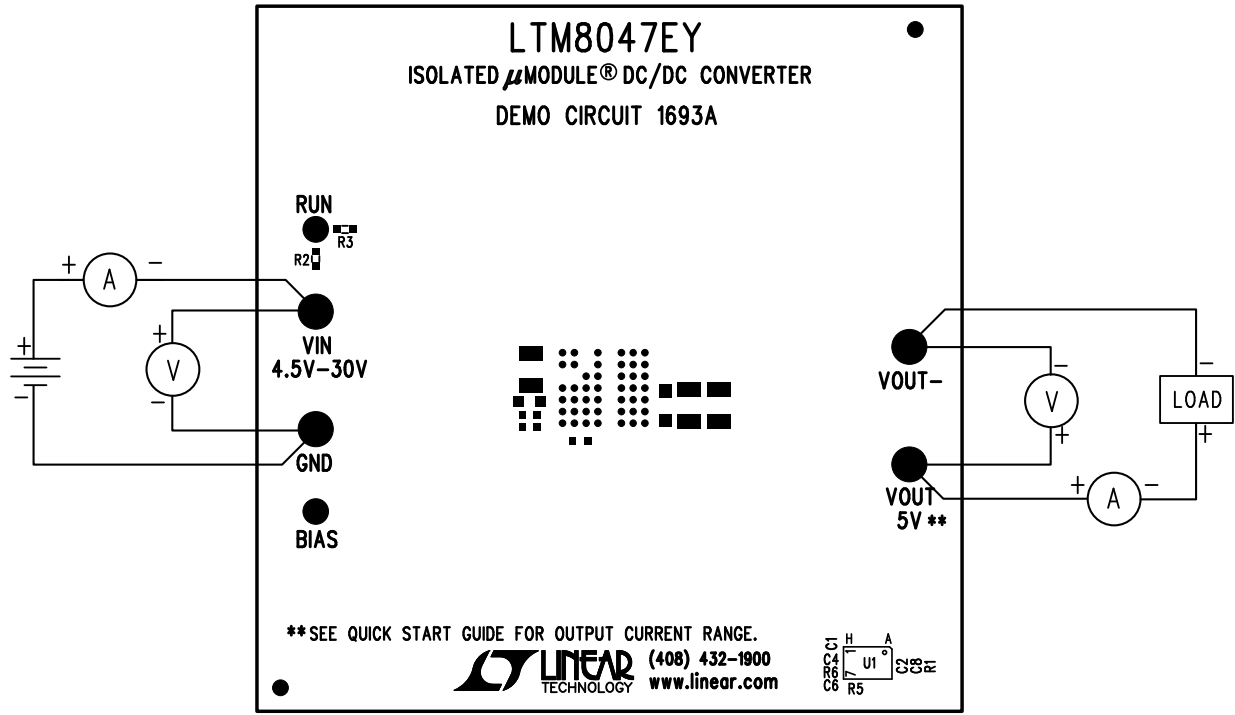 LTM8047EY
ISOLATED µMODULE® DC/DC CONVERTER
DEMO CIRCUIT 1693A
RUN
R3
R2
+ A −
+ V −
+ −
VIN
4.5V−30V
GND
BIAS
VOUT−
− V +
− LOAD +
VOUT
5V **
+ A −
** SEE QUICK START GUIDE FOR OUTPUT CURRENT RANGE.
LINEAR
TECHNOLOGY
(408) 432−1900
www.linear.com
C1 H A
C4 1 U1 C2
R6 7 C8
C6 R5 R1